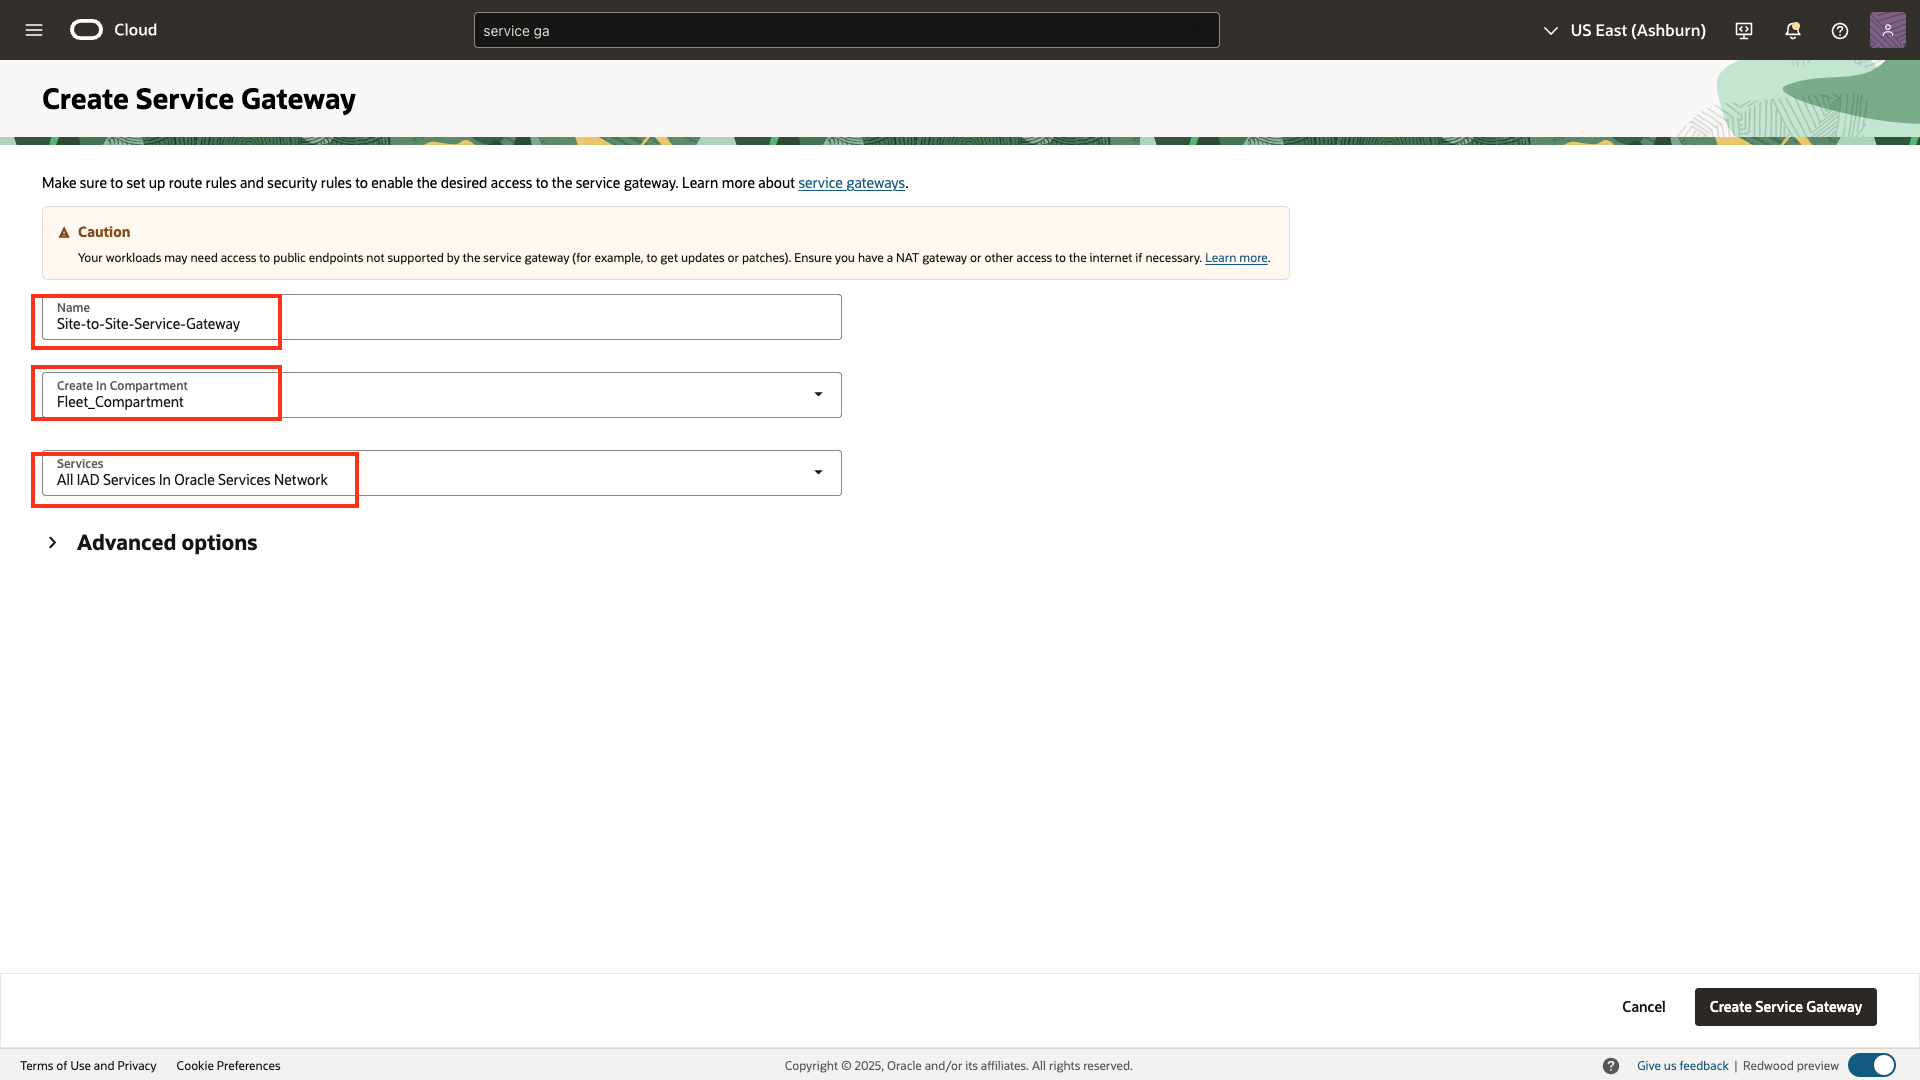 Cloud
service ga
US East (Ashburn)
Create Service Gateway
Make sure to set up route rules and security rules to enable the desired access to the service gateway. Learn more about service gateways.
Caution
Your workloads may need access to public endpoints not supported by the service gateway (for example, to get updates or patches). Ensure you have a NAT gateway or other access to the internet if necessary. Learn more.
Name
Site-to-Site-Service-Gateway
Create In Compartment
Fleet_Compartment
Services
All IAD Services In Oracle Services Network
Advanced options
Cancel
Create Service Gateway
Terms of Use and Privacy
Cookie Preferences
Copyright © 2025, Oracle and/or its affiliates. All rights reserved.
Give us feedback | Redwood preview